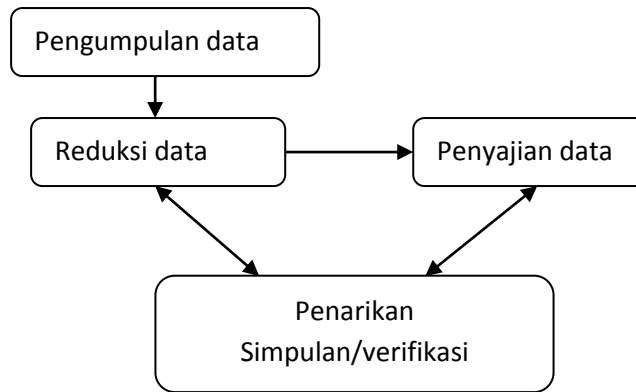 Pengumpulan data
Reduksi data
Penyajian data
Penarikan
Simpulan/verifikasi